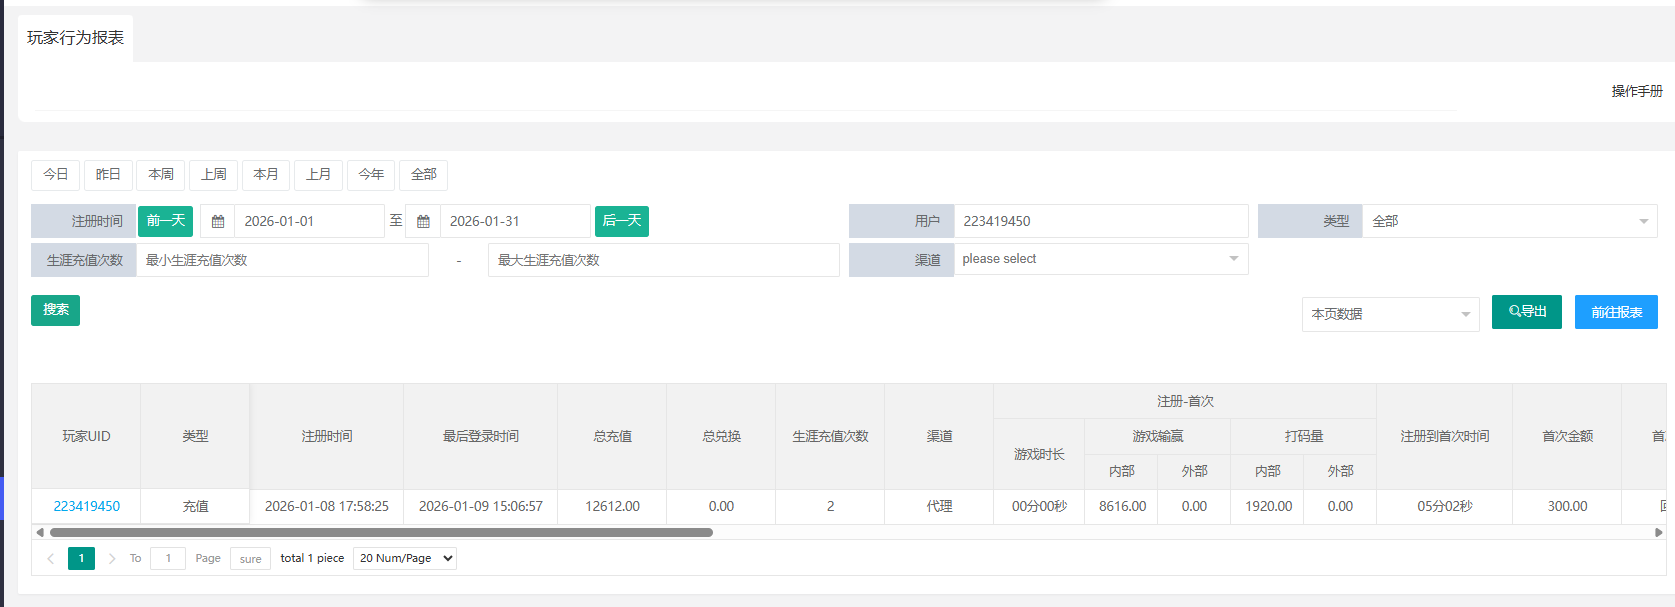 玩家行为报表
操作手册
今日 昨日 本周 上周 本月 上月 今年 全部
注册时间 前一天 2026-01-01 至 2026-01-31 后一天 用户 223419450 类型 全部
生涯充值次数 最小生涯充值次数 - 最大生涯充值次数 渠道 please select
搜索 本页数据 导出 前往报表
注册-首次
玩家UID 类型 注册时间 最后登录时间 总充值 总兑换 生涯充值次数 渠道 游戏时长 游戏输赢 打码量 注册到首次时间 首次金额
内部 外部 内部 外部
223419450 充值 2026-01-08 17:58:25 2026-01-09 15:06:57 12612.00 0.00 2 代理 00分00秒 8616.00 0.00 1920.00 0.00 05分02秒 300.00
1 To 1 Page sure total 1 piece 20 Num/Page